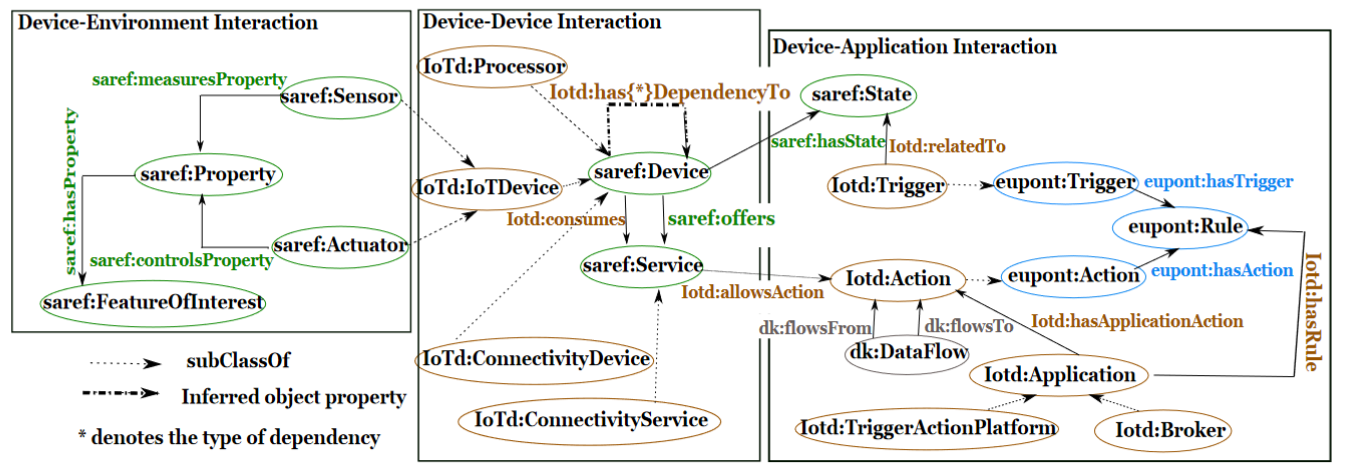 Device-Environment Interaction
saref:measuresProperty
saref:Sensor
saref:Property
saref:hasProperty
saref:Actuator
saref:controlsProperty
saref:FeatureOfInterest
subClassOf
Inferred object property
* denotes the type of dependency
Device-Device Interaction
IoTd:Processor
Iotd:has{*}DependencyTo
saref:Device
IoTd:IoTDevice
Iotd:consumes
saref:offers
saref:Service
IoTd:ConnectivityDevice
IoTd:ConnectivityService
Device-Application Interaction
saref:State
saref:hasState
Iotd:relatedTo
Iotd:Trigger
eupont:Trigger
eupont:hasTrigger
eupont:Rule
Iotd:Action
eupont:Action
eupont:hasAction
Iotd:allowsAction
dk:flowsFrom
dk:flowsTo
Iotd:hasApplicationAction
Iotd:hasRule
dk:DataFlow
Iotd:Application
Iotd:TriggerActionPlatform
Iotd:Broker